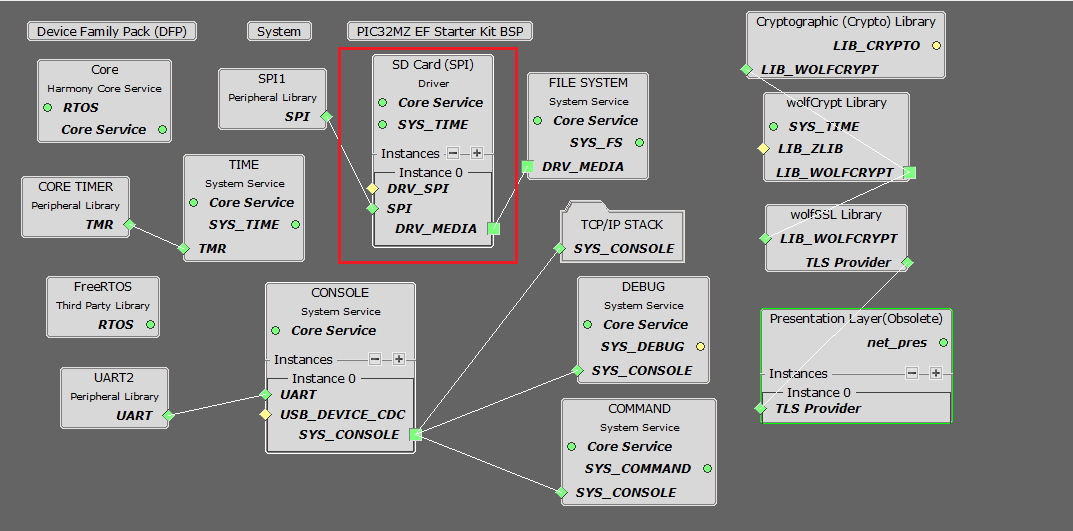 Device Family Pack (DFP)
System
PIC32MZ EF Starter Kit BSP
Core
Harmony Core Service
RTOS
Core Service
SPI1
Peripheral Library
SPI
SD Card (SPI)
Driver
Core Service
SYS_TIME
Instances
Instance 0
DRV_SPI
SPI
DRV_MEDIA
FILE SYSTEM
System Service
Core Service
SYS_FS
DRV_MEDIA
CORE TIMER
Peripheral Library
TMR
TIME
System Service
Core Service
SYS_TIME
TMR
FreeRTOS
Third Party Library
RTOS
UART2
Peripheral Library
UART
CONSOLE
System Service
Core Service
Instances
Instance 0
UART
USB_DEVICE_CDC
SYS_CONSOLE
TCP/IP STACK
SYS_CONSOLE
DEBUG
System Service
Core Service
SYS_DEBUG
SYS_CONSOLE
COMMAND
System Service
Core Service
SYS_COMMAND
SYS_CONSOLE
Cryptographic (Crypto) Library
LIB_CRYPTO
LIB_WOLFCRYPT
wolfCrypt Library
SYS_TIME
LIB_ZLIB
LIB_WOLFCRYPT
wolfSSL Library
LIB_WOLFCRYPT
TLS Provider
Presentation Layer(Obsolete)
net_pres
Instances
Instance 0
TLS Provider